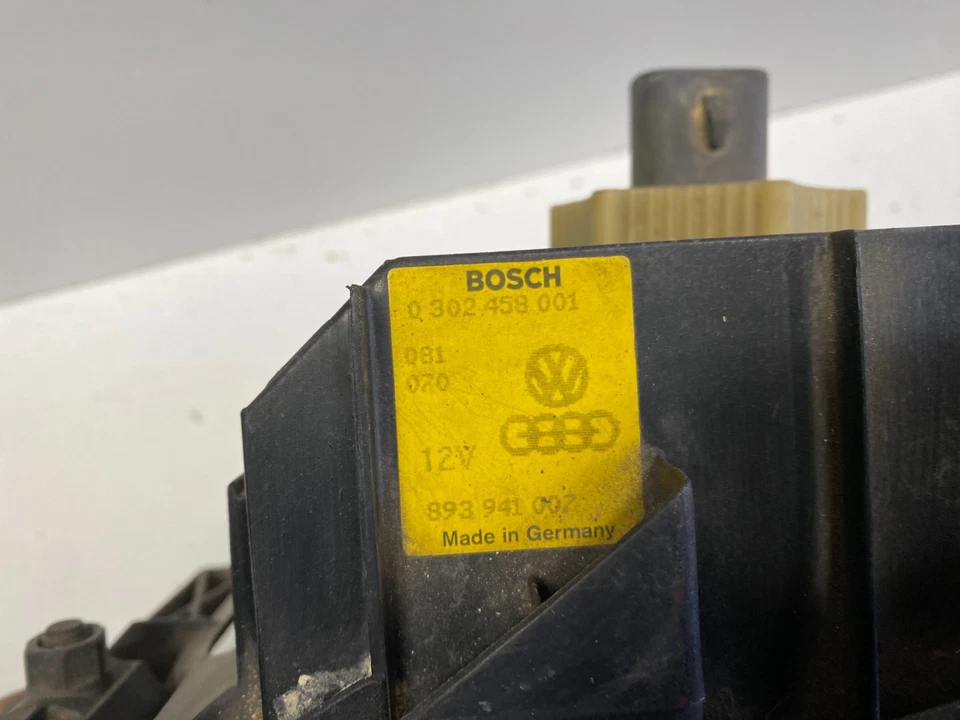 BOSCH
0 302 458 001
081
070
12V
893 941 007
Made in Germany